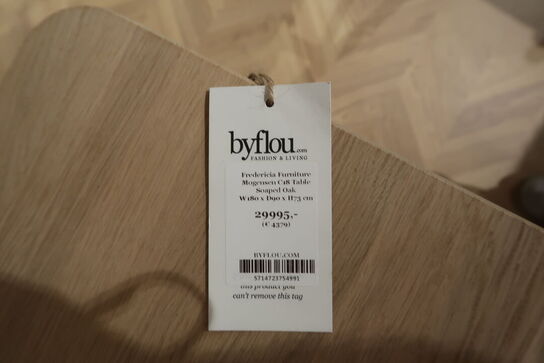 byflou.com
FASHION & LIVING
Fredericia Furniture
Mogensen C18 Table
Soaped Oak
W180 x D90 x H73 cm
29995,-
(€ 4379)
BYFLOU.COM
5714723754991
this product you
can't remove this tag